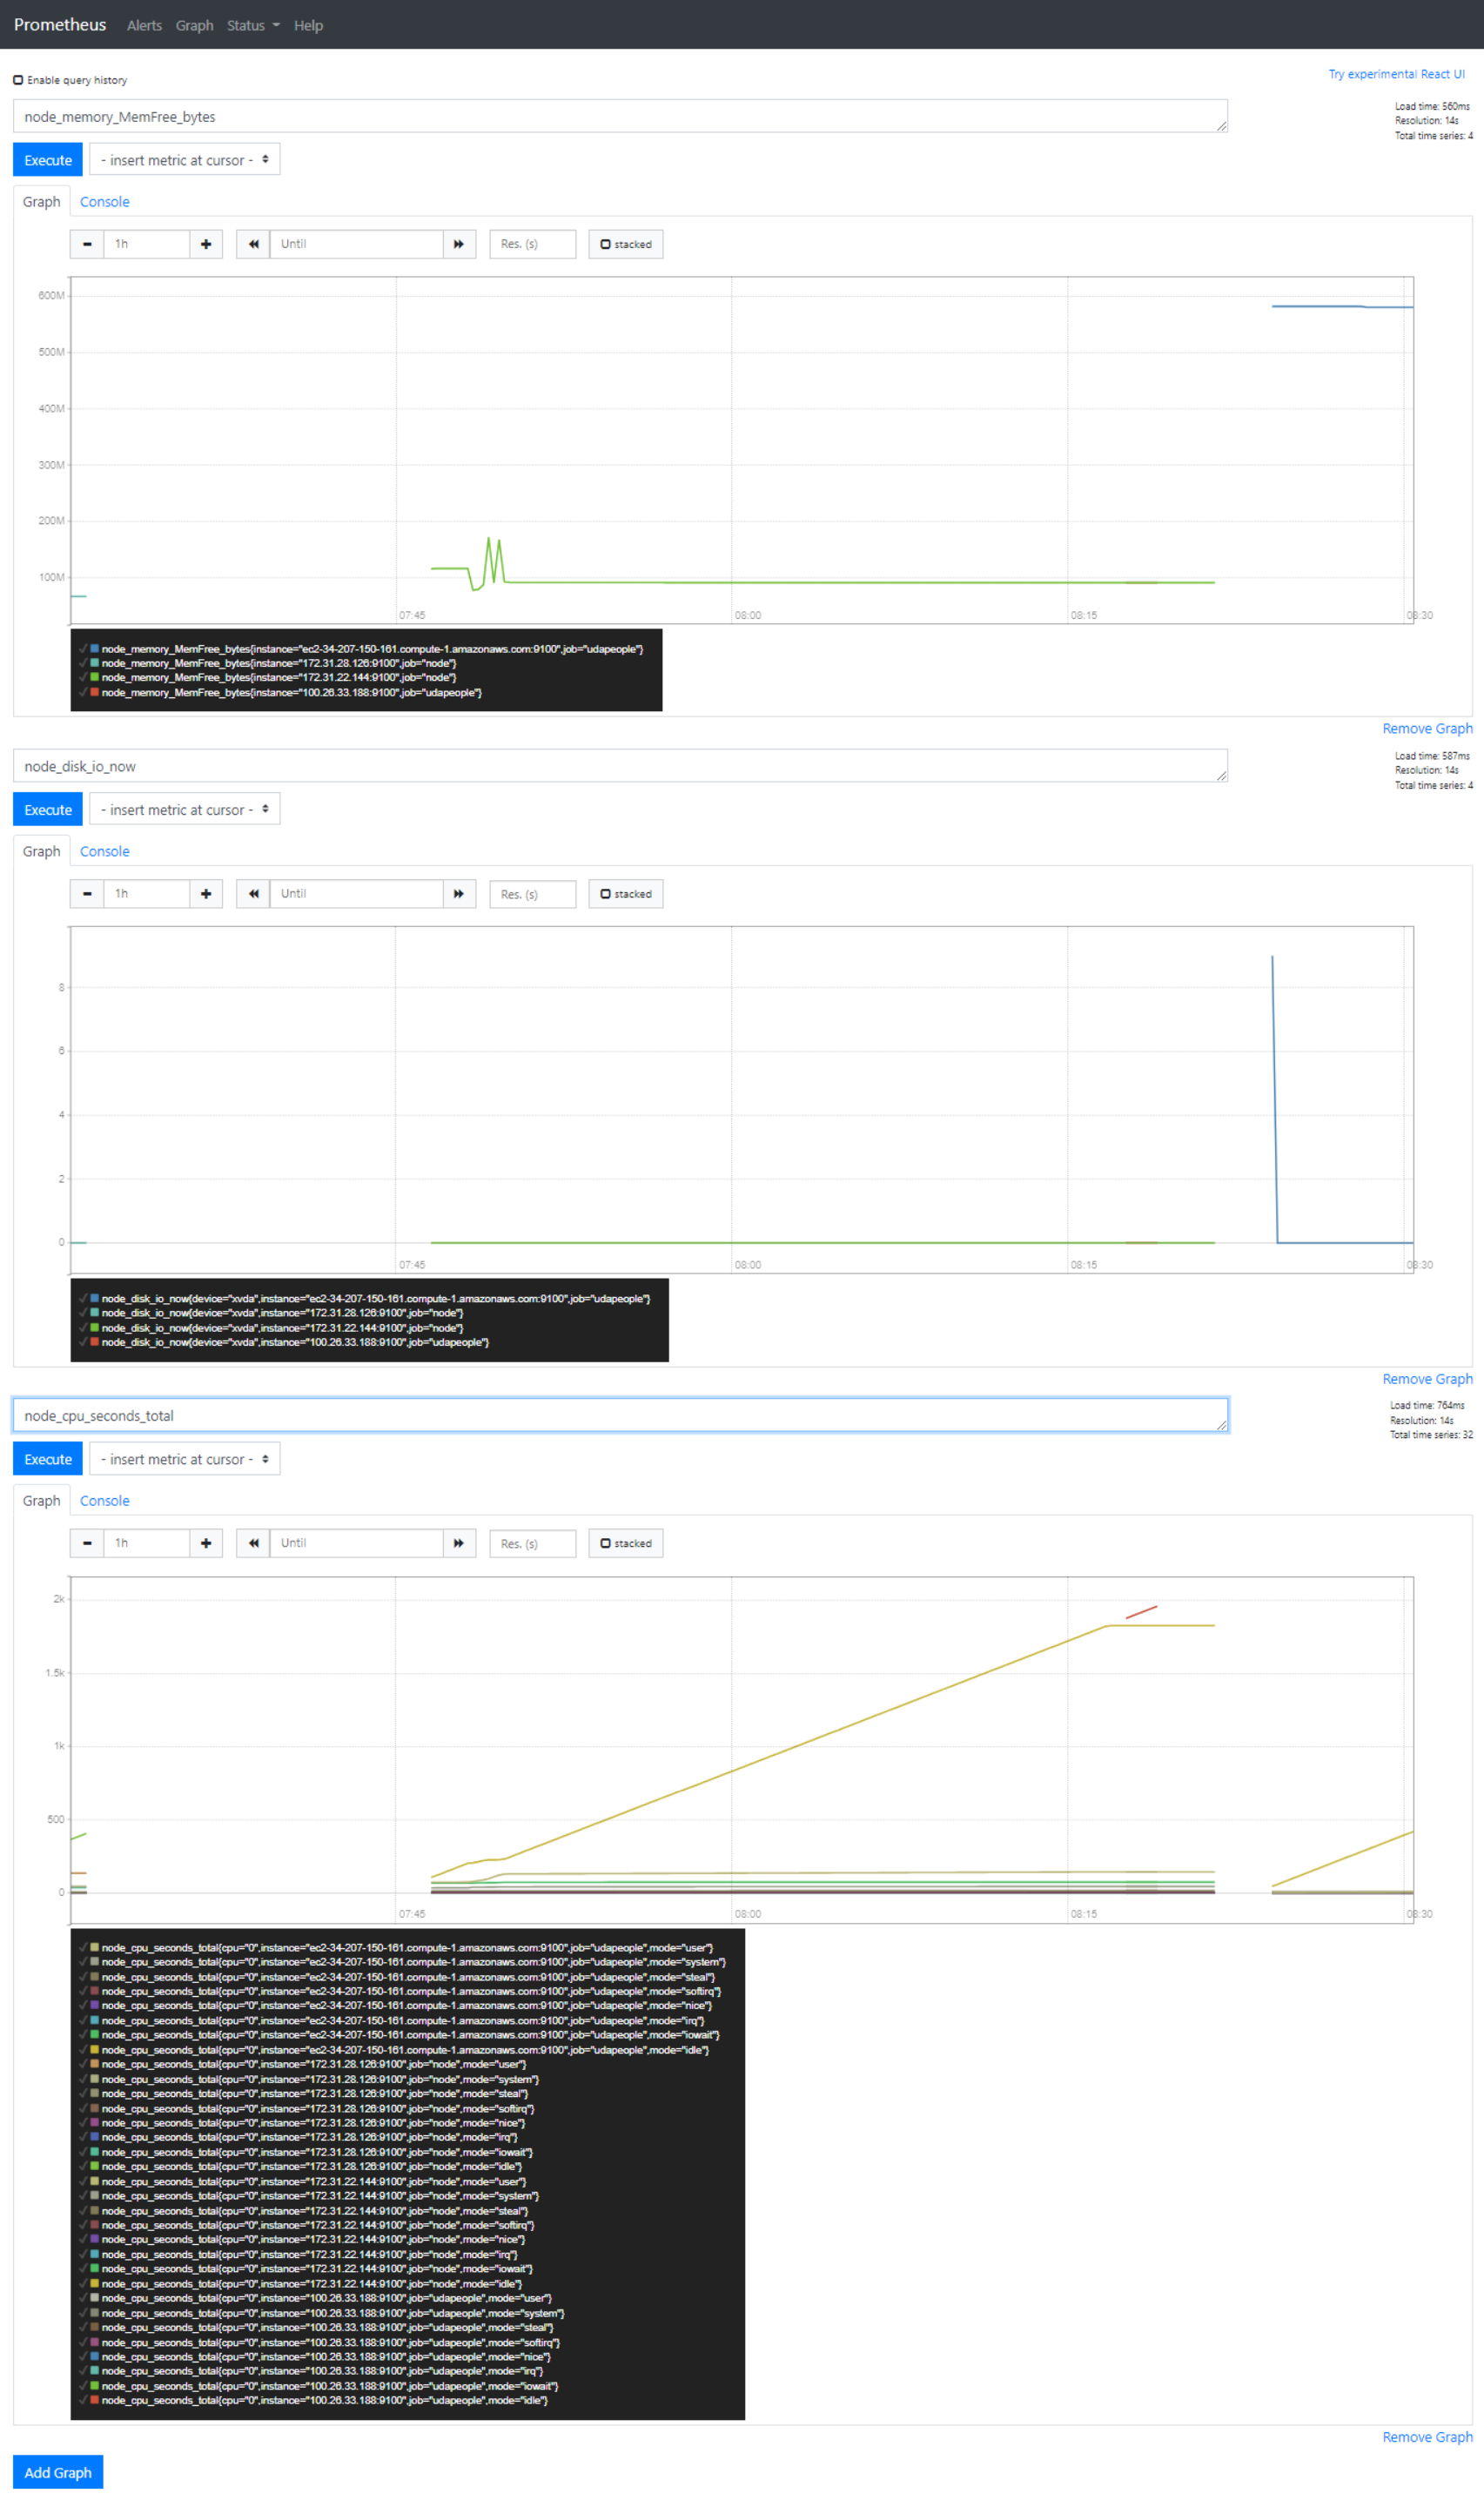 Prometheus Alerts Graph Status Help
Enable query history
Try experimental React UI
node_memory_MemFree_bytes
Load time: 560ms
Resolution: 14s
Total time series: 4
Execute - insert metric at cursor -
Graph Console
1h Until Res. (s) stacked
600M
500M
400M
300M
200M
100M
07:45 08:00 08:15 08:30
node_memory_MemFree_bytes{instance="ec2-34-207-150-161.compute-1.amazonaws.com:9100",job="udapeople"}
node_memory_MemFree_bytes{instance="172.31.28.126:9100",job="node"}
node_memory_MemFree_bytes{instance="172.31.22.144:9100",job="node"}
node_memory_MemFree_bytes{instance="100.26.33.188:9100",job="udapeople"}
Remove Graph
node_disk_io_now
Load time: 587ms
Resolution: 14s
Total time series: 4
Execute - insert metric at cursor -
Graph Console
1h Until Res. (s) stacked
8
6
4
2
0
07:45 08:00 08:15 08:30
node_disk_io_now{device="xvda",instance="ec2-34-207-150-161.compute-1.amazonaws.com:9100",job="udapeople"}
node_disk_io_now{device="xvda",instance="172.31.28.126:9100",job="node"}
node_disk_io_now{device="xvda",instance="172.31.22.144:9100",job="node"}
node_disk_io_now{device="xvda",instance="100.26.33.188:9100",job="udapeople"}
Remove Graph
node_cpu_seconds_total
Load time: 764ms
Resolution: 14s
Total time series: 32
Execute - insert metric at cursor -
Graph Console
1h Until Res. (s) stacked
2k
1.5k
1k
500
0
07:45 08:00 08:15 08:30
node_cpu_seconds_total{cpu="0",instance="ec2-34-207-150-161.compute-1.amazonaws.com:9100",job="udapeople",mode="user"}
node_cpu_seconds_total{cpu="0",instance="ec2-34-207-150-161.compute-1.amazonaws.com:9100",job="udapeople",mode="system"}
node_cpu_seconds_total{cpu="0",instance="ec2-34-207-150-161.compute-1.amazonaws.com:9100",job="udapeople",mode="steal"}
node_cpu_seconds_total{cpu="0",instance="ec2-34-207-150-161.compute-1.amazonaws.com:9100",job="udapeople",mode="softirq"}
node_cpu_seconds_total{cpu="0",instance="ec2-34-207-150-161.compute-1.amazonaws.com:9100",job="udapeople",mode="nice"}
node_cpu_seconds_total{cpu="0",instance="ec2-34-207-150-161.compute-1.amazonaws.com:9100",job="udapeople",mode="irq"}
node_cpu_seconds_total{cpu="0",instance="ec2-34-207-150-161.compute-1.amazonaws.com:9100",job="udapeople",mode="iowait"}
node_cpu_seconds_total{cpu="0",instance="ec2-34-207-150-161.compute-1.amazonaws.com:9100",job="udapeople",mode="idle"}
node_cpu_seconds_total{cpu="0",instance="172.31.28.126:9100",job="node",mode="user"}
node_cpu_seconds_total{cpu="0",instance="172.31.28.126:9100",job="node",mode="system"}
node_cpu_seconds_total{cpu="0",instance="172.31.28.126:9100",job="node",mode="steal"}
node_cpu_seconds_total{cpu="0",instance="172.31.28.126:9100",job="node",mode="softirq"}
node_cpu_seconds_total{cpu="0",instance="172.31.28.126:9100",job="node",mode="nice"}
node_cpu_seconds_total{cpu="0",instance="172.31.28.126:9100",job="node",mode="irq"}
node_cpu_seconds_total{cpu="0",instance="172.31.28.126:9100",job="node",mode="iowait"}
node_cpu_seconds_total{cpu="0",instance="172.31.28.126:9100",job="node",mode="idle"}
node_cpu_seconds_total{cpu="0",instance="172.31.22.144:9100",job="node",mode="user"}
node_cpu_seconds_total{cpu="0",instance="172.31.22.144:9100",job="node",mode="system"}
node_cpu_seconds_total{cpu="0",instance="172.31.22.144:9100",job="node",mode="steal"}
node_cpu_seconds_total{cpu="0",instance="172.31.22.144:9100",job="node",mode="softirq"}
node_cpu_seconds_total{cpu="0",instance="172.31.22.144:9100",job="node",mode="nice"}
node_cpu_seconds_total{cpu="0",instance="172.31.22.144:9100",job="node",mode="irq"}
node_cpu_seconds_total{cpu="0",instance="172.31.22.144:9100",job="node",mode="iowait"}
node_cpu_seconds_total{cpu="0",instance="172.31.22.144:9100",job="node",mode="idle"}
node_cpu_seconds_total{cpu="0",instance="100.26.33.188:9100",job="udapeople",mode="user"}
node_cpu_seconds_total{cpu="0",instance="100.26.33.188:9100",job="udapeople",mode="system"}
node_cpu_seconds_total{cpu="0",instance="100.26.33.188:9100",job="udapeople",mode="steal"}
node_cpu_seconds_total{cpu="0",instance="100.26.33.188:9100",job="udapeople",mode="softirq"}
node_cpu_seconds_total{cpu="0",instance="100.26.33.188:9100",job="udapeople",mode="nice"}
node_cpu_seconds_total{cpu="0",instance="100.26.33.188:9100",job="udapeople",mode="irq"}
node_cpu_seconds_total{cpu="0",instance="100.26.33.188:9100",job="udapeople",mode="iowait"}
node_cpu_seconds_total{cpu="0",instance="100.26.33.188:9100",job="udapeople",mode="idle"}
Remove Graph
Add Graph